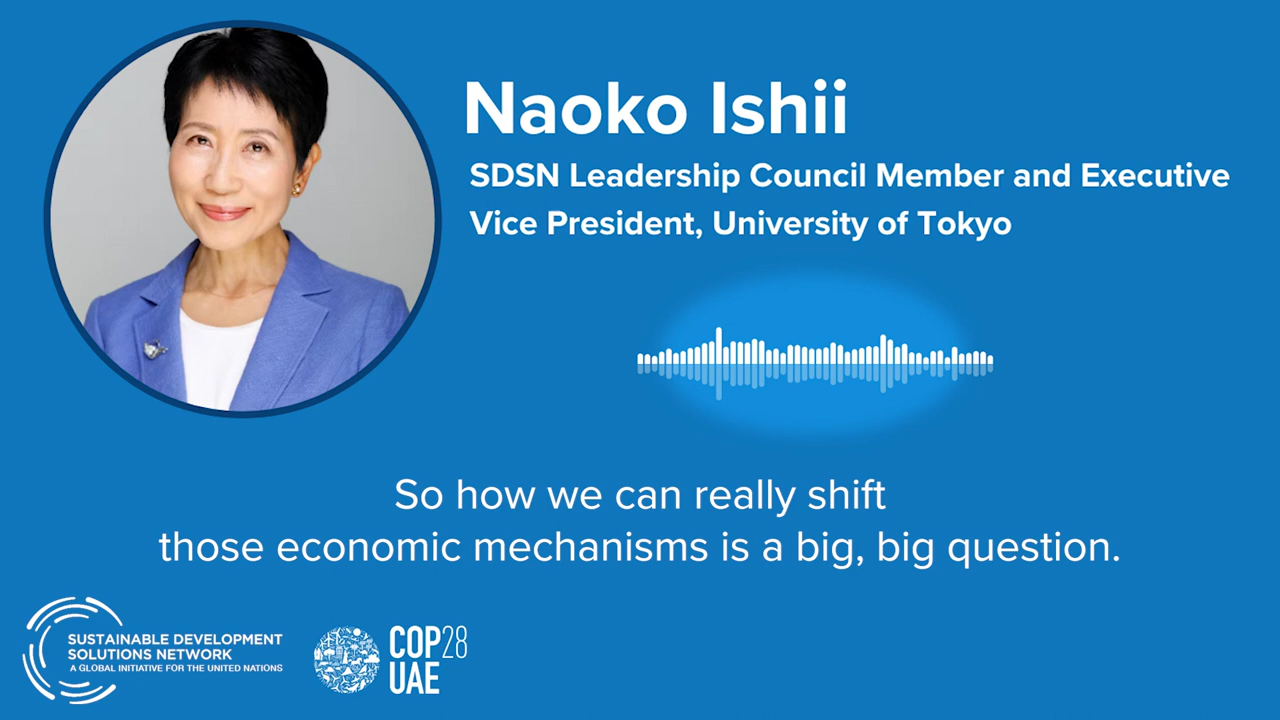 Naoko Ishii
SDSN Leadership Council Member and Executive
Vice President, University of Tokyo
So how we can really shift
those economic mechanisms is a big, big question.
SUSTAINABLE DEVELOPMENT
SOLUTIONS NETWORK
A GLOBAL INITIATIVE FOR THE UNITED NATIONS
COP28
UAE